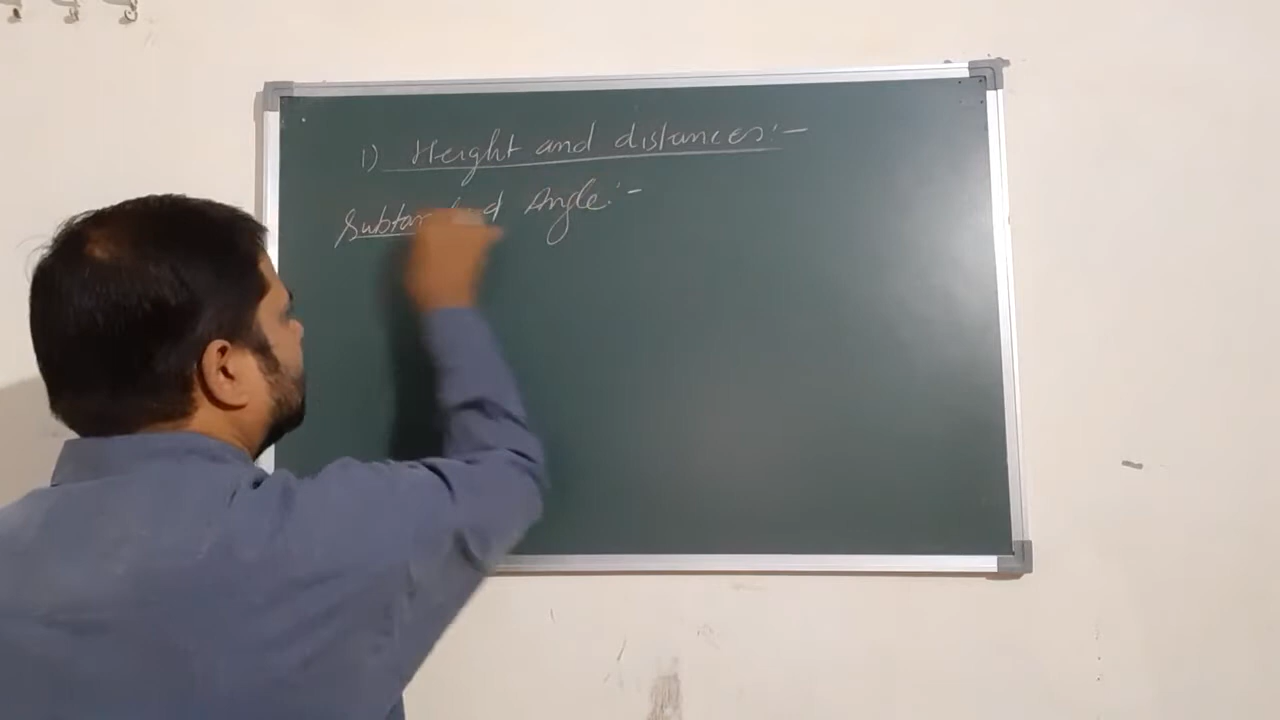 1) Height and distances:-
Angle:-